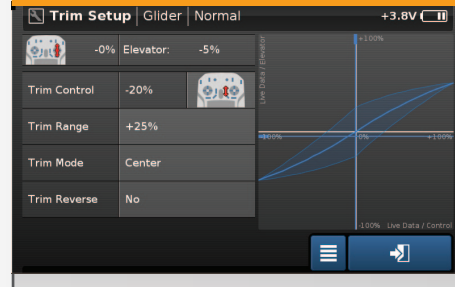 Trim Setup Glider Normal +3.8V
-0% Elevator: -5%
+100%
Live Data / Elevator
Trim Control -20%
Trim Range +25%
-100% 0% +100%
Trim Mode Center
Trim Reverse No
-100% Live Data / Control